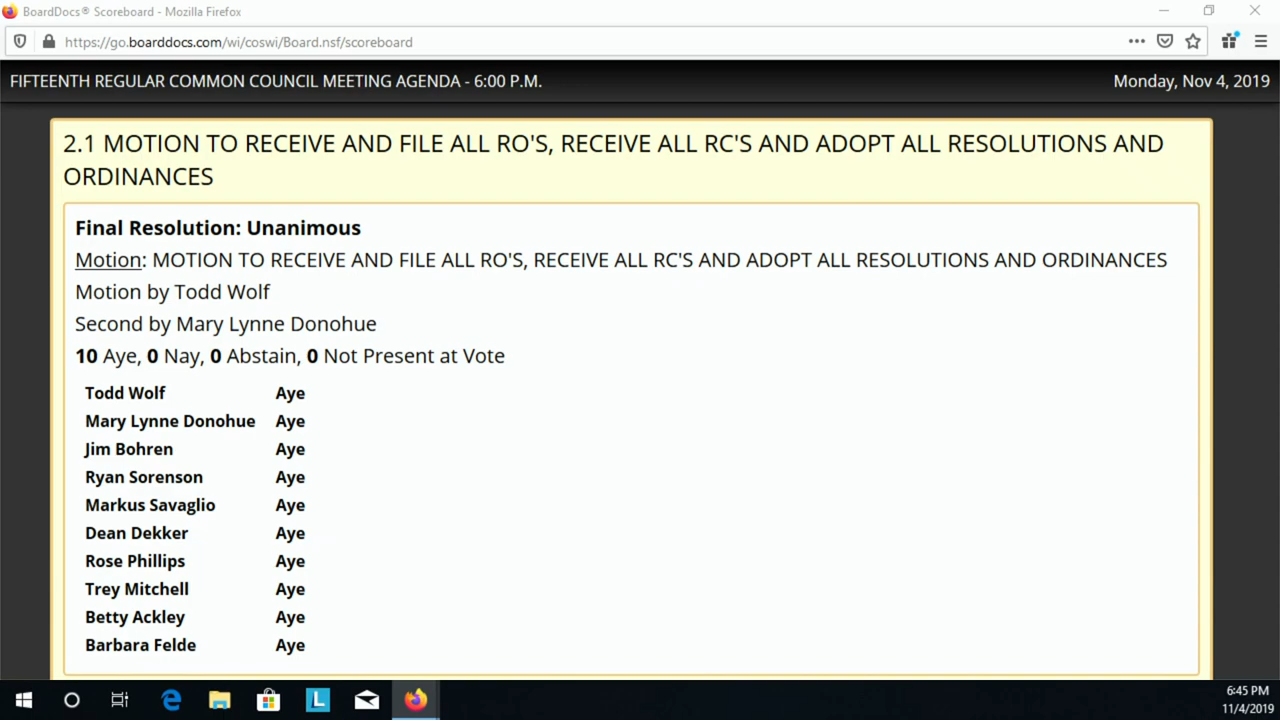 BoardDocs® Scoreboard - Mozilla Firefox
https://go.boarddocs.com/wi/coswi/Board.nsf/scoreboard
FIFTEENTH REGULAR COMMON COUNCIL MEETING AGENDA - 6:00 P.M. Monday, Nov 4, 2019
2.1 MOTION TO RECEIVE AND FILE ALL RO'S, RECEIVE ALL RC'S AND ADOPT ALL RESOLUTIONS AND
ORDINANCES
Final Resolution: Unanimous
Motion: MOTION TO RECEIVE AND FILE ALL RO'S, RECEIVE ALL RC'S AND ADOPT ALL RESOLUTIONS AND ORDINANCES
Motion by Todd Wolf
Second by Mary Lynne Donohue
10 Aye, 0 Nay, 0 Abstain, 0 Not Present at Vote
Todd Wolf Aye
Mary Lynne Donohue Aye
Jim Bohren Aye
Ryan Sorenson Aye
Markus Savaglio Aye
Dean Dekker Aye
Rose Phillips Aye
Trey Mitchell Aye
Betty Ackley Aye
Barbara Felde Aye
L
6:45 PM
11/4/2019